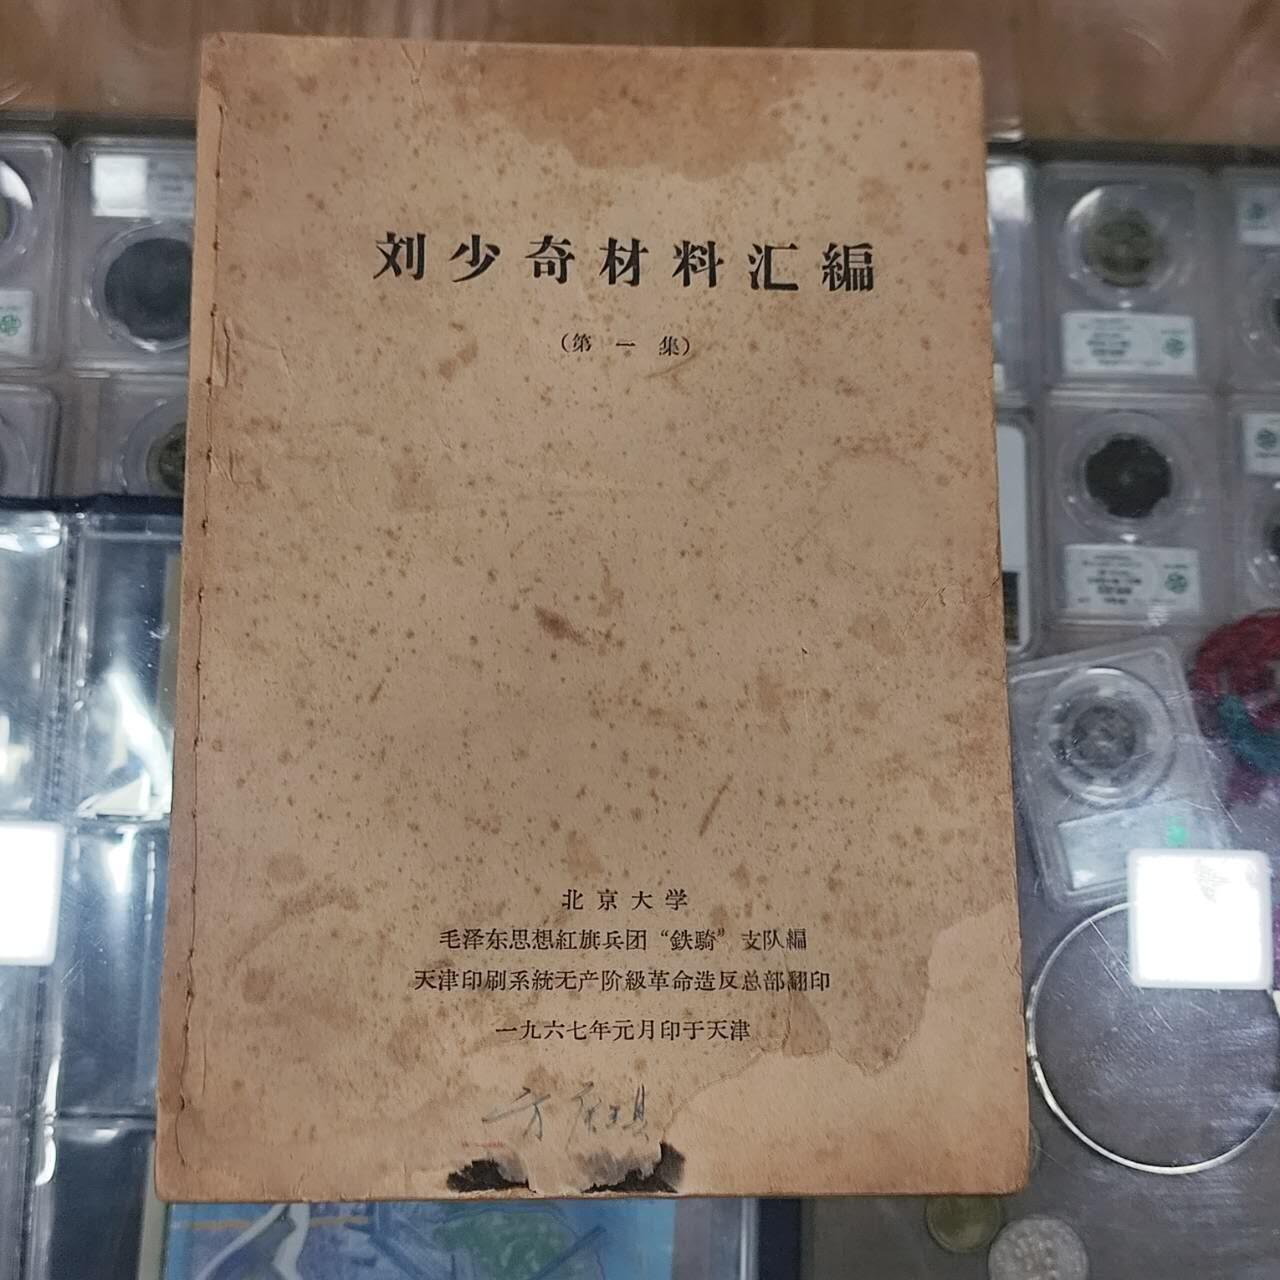 刘少奇材料汇編
（第一集）
北京大学
毛泽东思想紅旗兵团“鉄騎”支队編
天津印刷系統无产阶級革命造反总部翻印
一九六七年元月印于天津